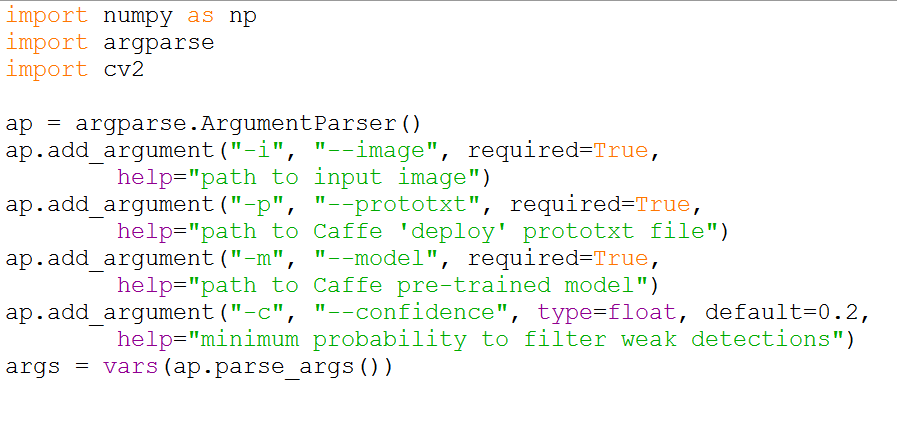 import numpy as np
import argparse
import cv2

ap = argparse.ArgumentParser()
ap.add_argument("-i", "--image", required=True,
        help="path to input image")
ap.add_argument("-p", "--prototxt", required=True,
        help="path to Caffe 'deploy' prototxt file")
ap.add_argument("-m", "--model", required=True,
        help="path to Caffe pre-trained model")
ap.add_argument("-c", "--confidence", type=float, default=0.2,
        help="minimum probability to filter weak detections")
args = vars(ap.parse_args())